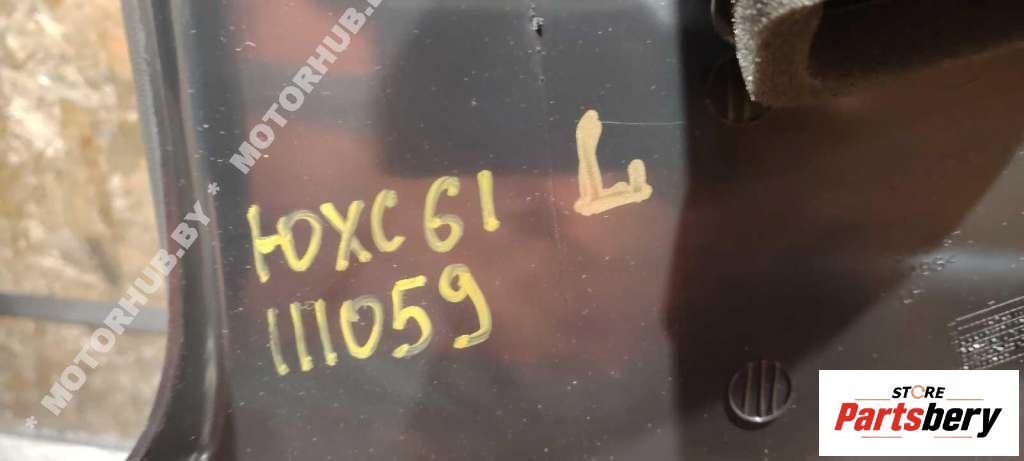 * MOTORHUB.BY * MOTORHUB.BY
ЮХС61
111059
L
STORE
Partsbery